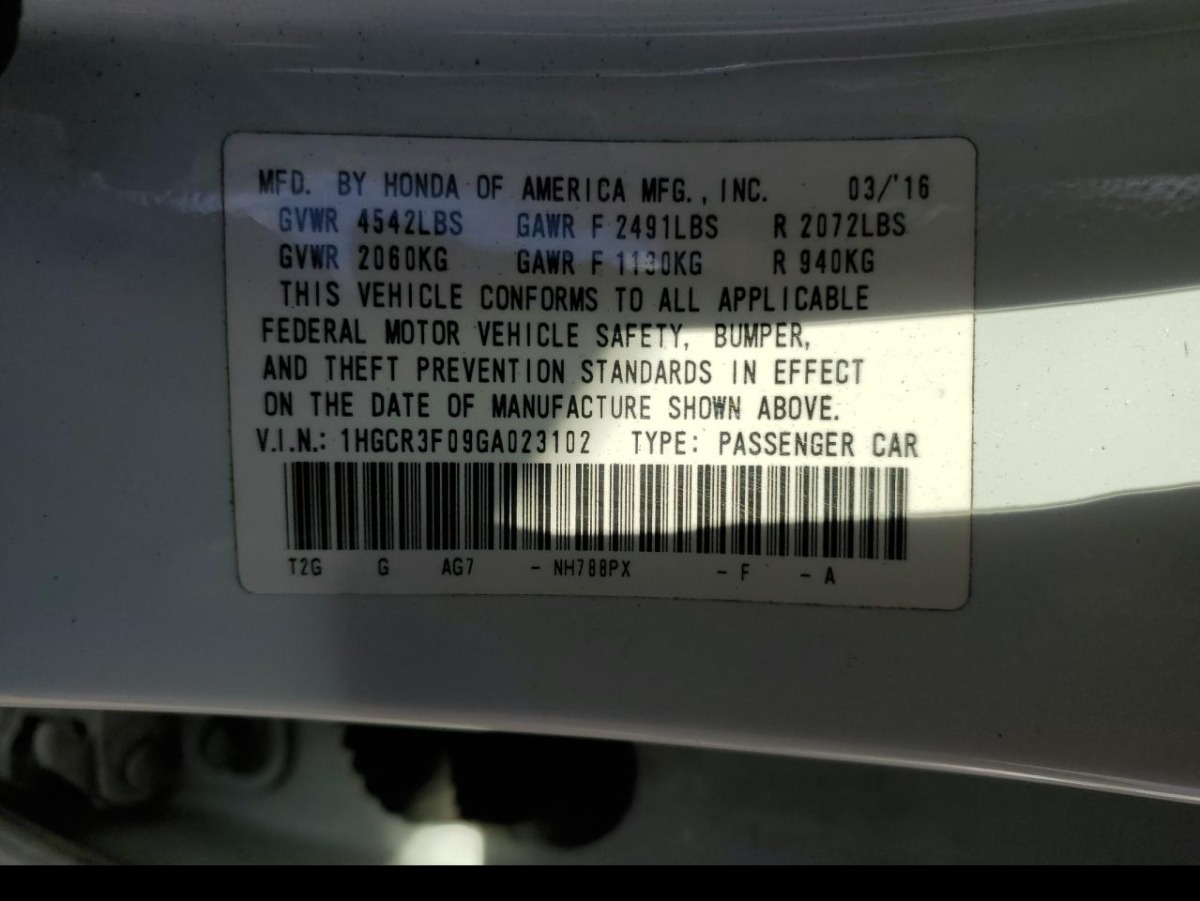 MFD. BY HONDA OF AMERICA MFG., INC. 03/'16
GVWR 4542LBS GAWR F 2491LBS R 2072LBS
GVWR 2060KG GAWR F 1130KG R 940KG
THIS VEHICLE CONFORMS TO ALL APPLICABLE
FEDERAL MOTOR VEHICLE SAFETY, BUMPER,
AND THEFT PREVENTION STANDARDS IN EFFECT
ON THE DATE OF MANUFACTURE SHOWN ABOVE.
V.I.N.: 1HGCR3F09GA023102 TYPE: PASSENGER CAR
T2G G AG7 - NH788PX - F - A